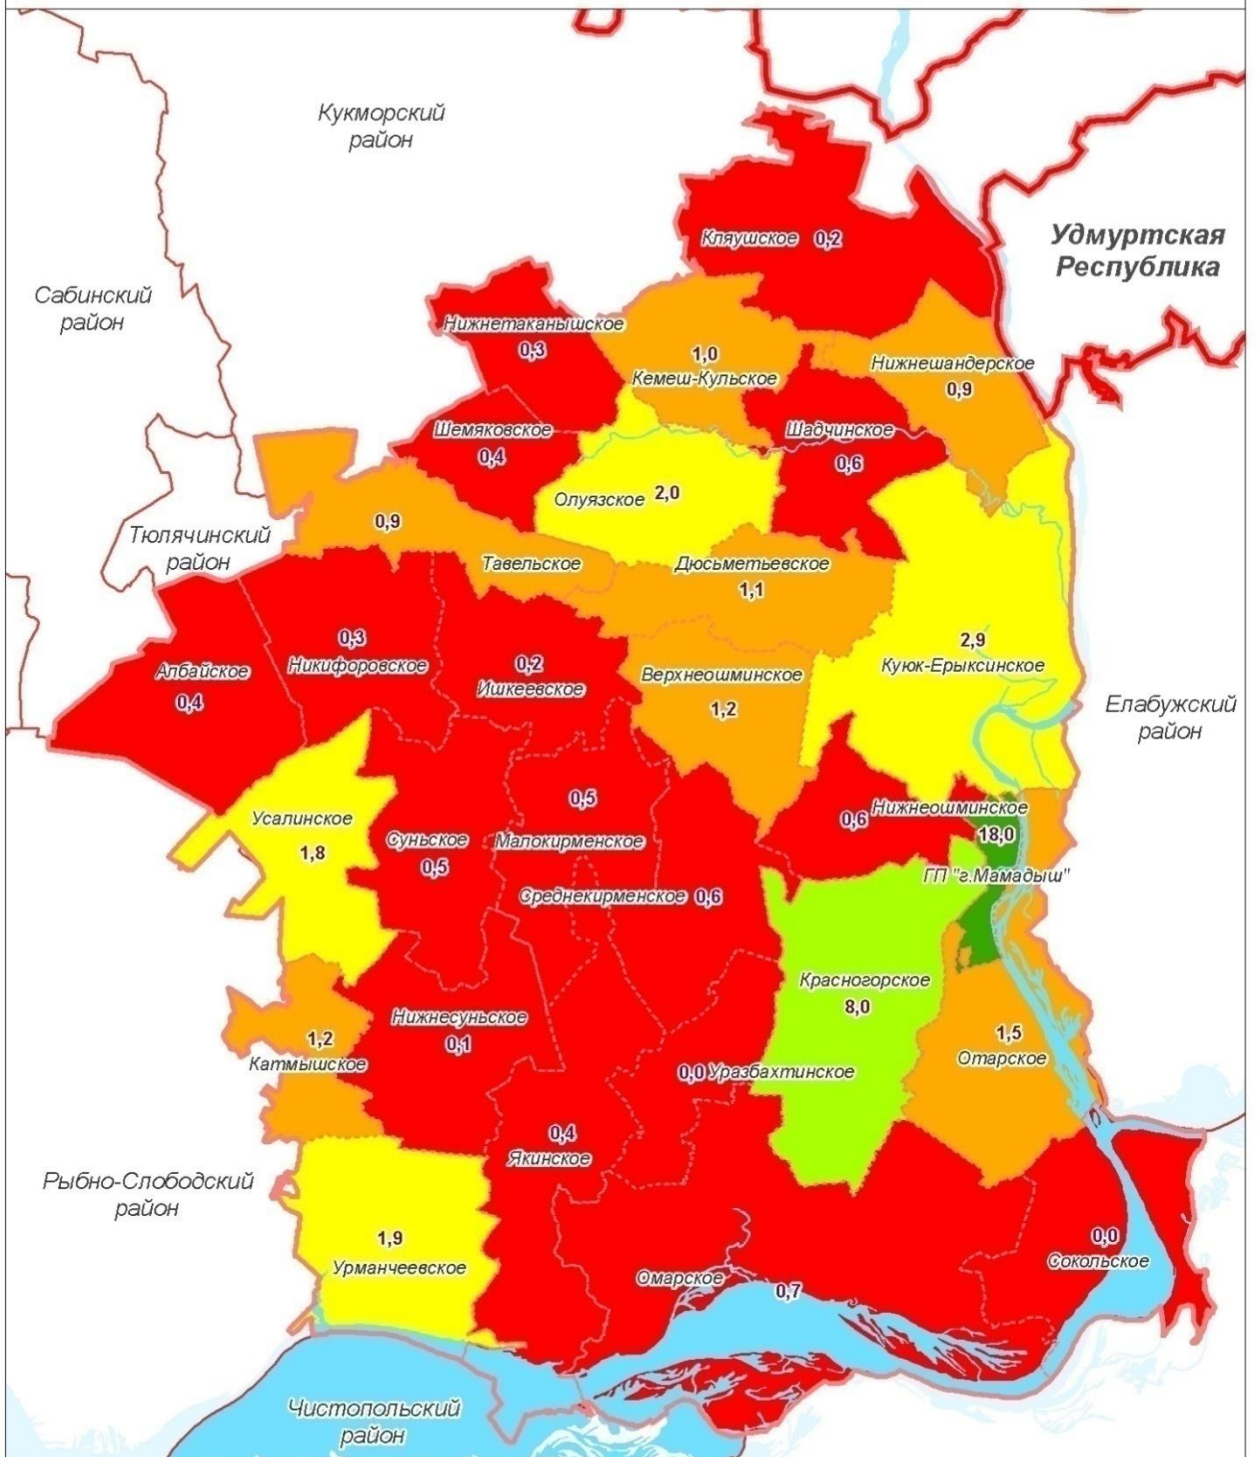 Кукморский
район
Удмуртская
Республика
Кляушское 0,2
Сабинский
район
Нижнетаканышское
0,3
1,0
Кемеш-Кульское
Нижнешандерское
0,9
Шемяковское
0,4
Шадчинское
0,6
Олуязское 2,0
0,9
Тавельское
Тюлячинский
район
Дюсьметьевское
1,1
0,3
Никифоровское
0,2
Ишкеевское
Албайское
0,4
Верхнеошминское
1,2
2,9
Куюк-Ерыксинское
Елабужский
район
Усалинское
1,8
Суньское
0,5
0,5
Малокирменское
0,6
Нижнеошминское
18,0
ГП "г.Мамадыш"
Среднекирменское 0,6
Красногорское
8,0
Нижнесуньское
0,1
1,2
Катмышское
1,5
Отарское
0,0 Уразбахтинское
0,4
Якинское
Рыбно-Слободский
район
1,9
Урманчеевское
Омарское
0,7
0,0
Сокольское
Чистопольский
район